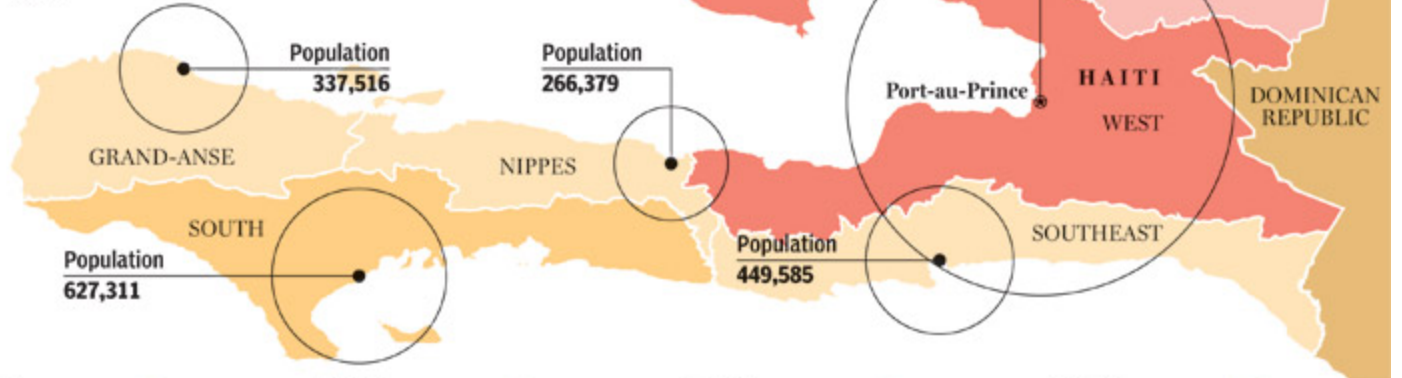 Population
337,516
Population
266,379
Port-au-Prince
HAITI
WEST
DOMINICAN
REPUBLIC
GRAND-ANSE
NIPPES
SOUTH
SOUTHEAST
Population
449,585
Population
627,311